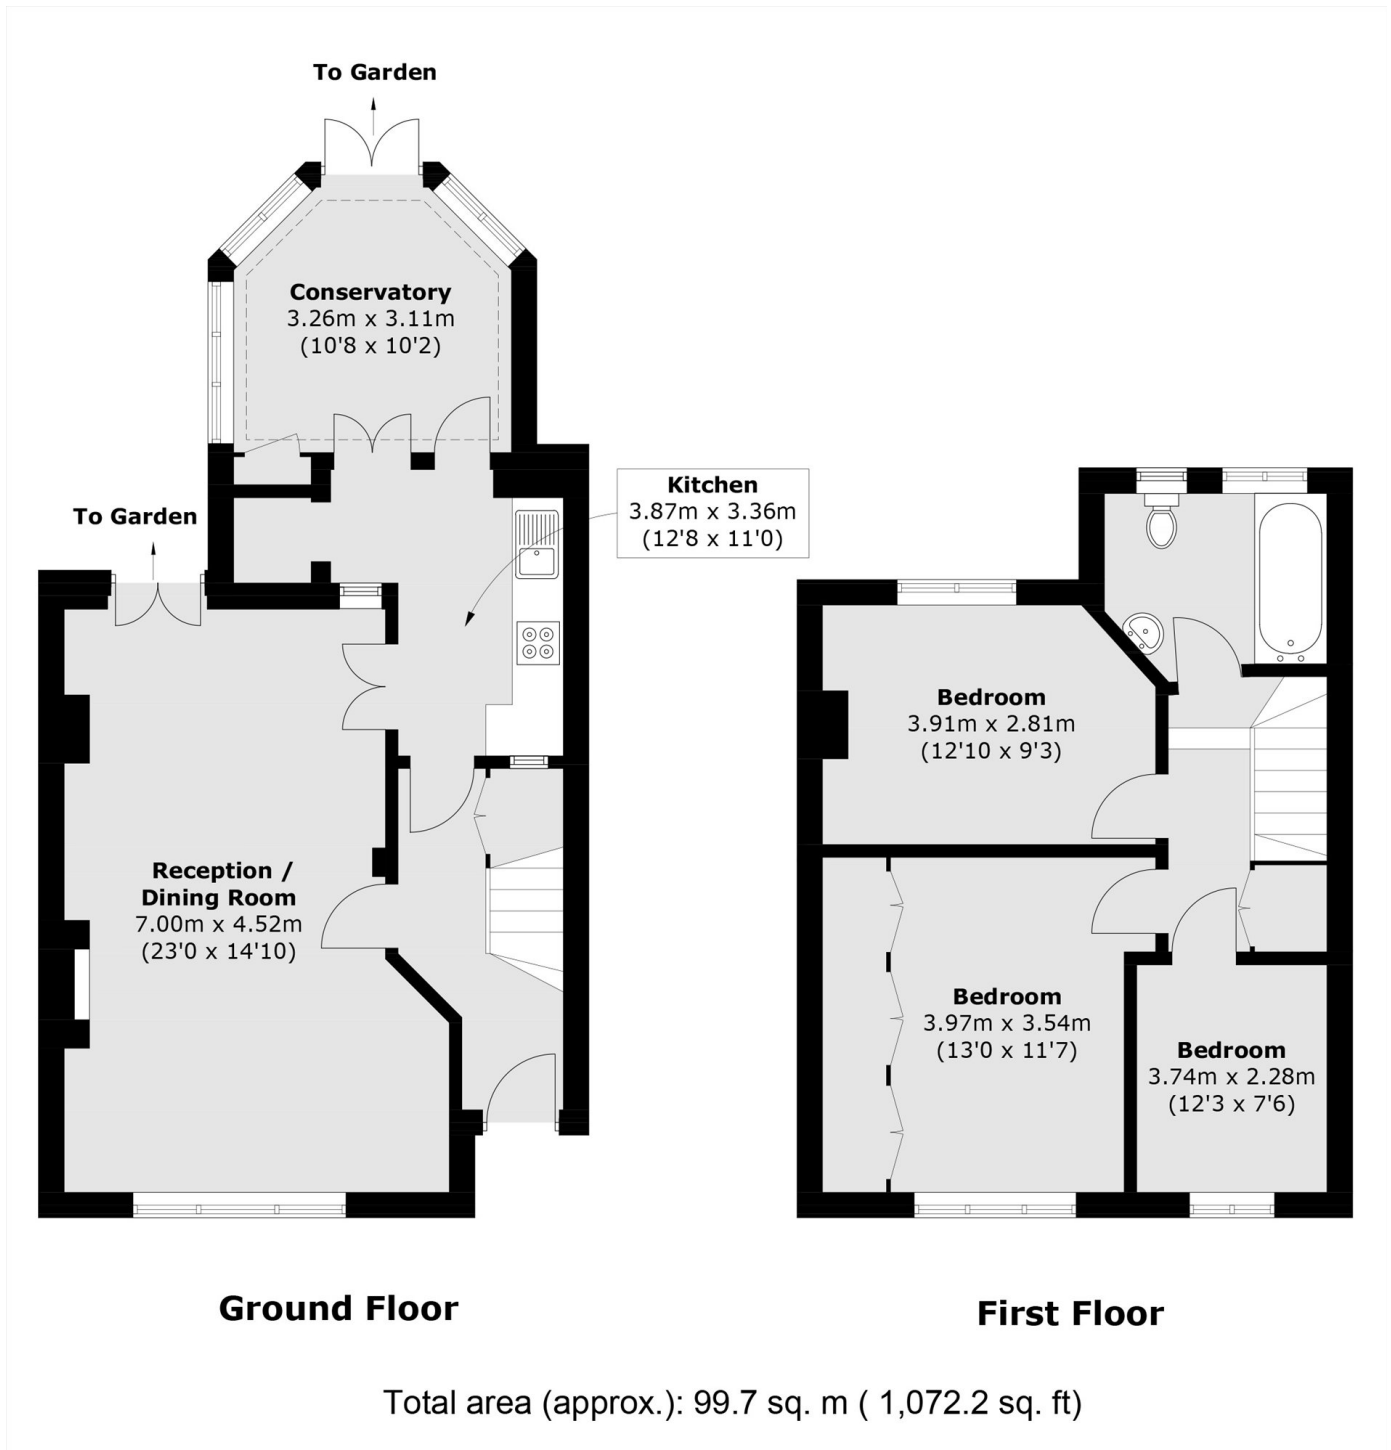 To Garden
Conservatory
3.26m x 3.11m
(10'8 x 10'2)
To Garden
Kitchen
3.87m x 3.36m
(12'8 x 11'0)
Reception /
Dining Room
7.00m x 4.52m
(23'0 x 14'10)
Bedroom
3.91m x 2.81m
(12'10 x 9'3)
Bedroom
3.97m x 3.54m
(13'0 x 11'7)
Bedroom
3.74m x 2.28m
(12'3 x 7'6)
Ground Floor
First Floor
Total area (approx.): 99.7 sq. m ( 1,072.2 sq. ft)